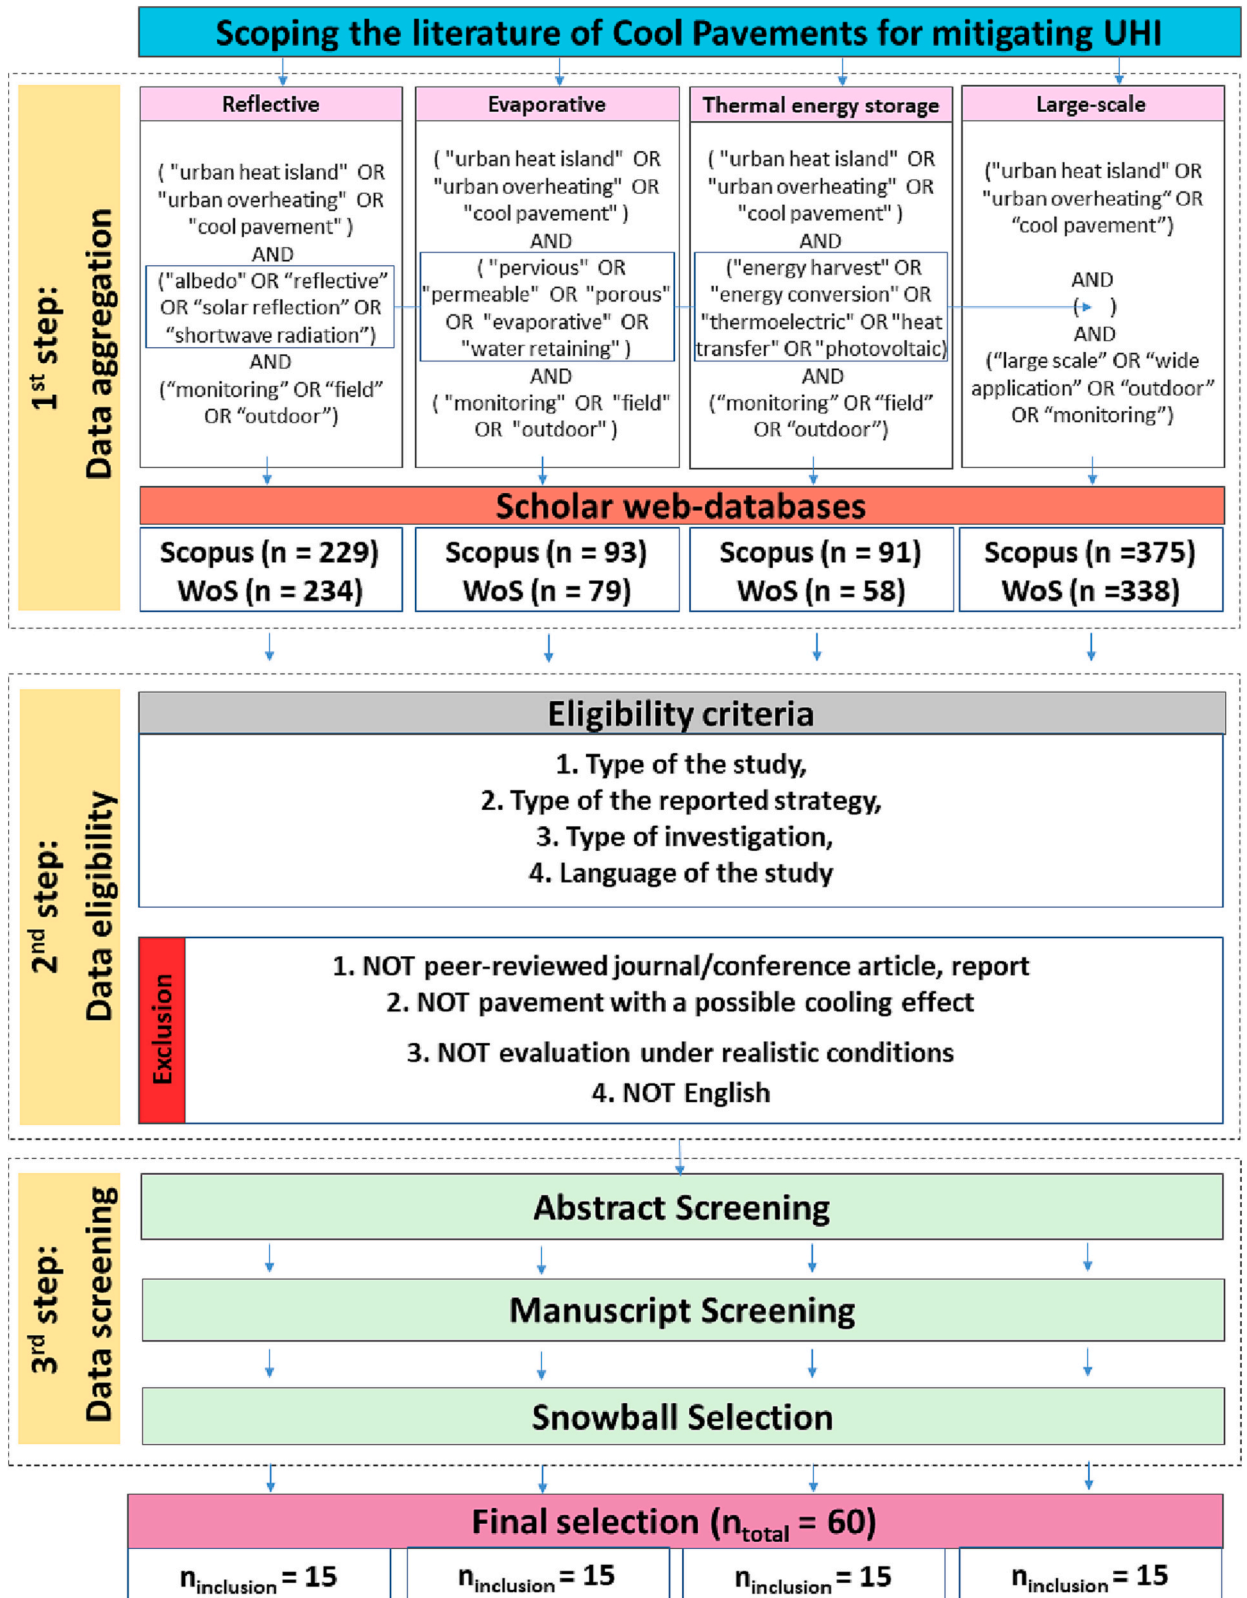 Scoping the literature of Cool Pavements for mitigating UHI
1st step:
Data aggregation
Reflective
( "urban heat island" OR
"urban overheating" OR
"cool pavement" )
AND
("albedo" OR “reflective”
OR “solar reflection” OR
“shortwave radiation”)
AND
(“monitoring” OR “field”
OR “outdoor”)
Evaporative
( "urban heat island" OR
"urban overheating" OR
"cool pavement" )
AND
( "pervious" OR
"permeable" OR "porous"
OR "evaporative" OR
"water retaining" )
AND
( "monitoring" OR "field"
OR "outdoor" )
Thermal energy storage
( "urban heat island" OR
"urban overheating" OR
"cool pavement" )
AND
("energy harvest" OR
"energy conversion" OR
"thermoelectric" OR "heat
transfer" OR "photovoltaic)
AND
(“monitoring” OR “field”
OR “outdoor”)
Large-scale
("urban heat island" OR
"urban overheating“ OR
“cool pavement”)
AND
( )
AND
(“large scale” OR “wide
application” OR “outdoor”
OR “monitoring”)
Scholar web-databases
Scopus (n = 229)
WoS (n = 234)
Scopus (n = 93)
WoS (n = 79)
Scopus (n = 91)
WoS (n = 58)
Scopus (n =375)
WoS (n =338)
2nd step:
Data eligibility
Eligibility criteria
1. Type of the study,
2. Type of the reported strategy,
3. Type of investigation,
4. Language of the study
Exclusion
1. NOT peer-reviewed journal/conference article, report
2. NOT pavement with a possible cooling effect
3. NOT evaluation under realistic conditions
4. NOT English
3rd step:
Data screening
Abstract Screening
Manuscript Screening
Snowball Selection
Final selection (ntotal = 60)
ninclusion = 15
ninclusion = 15
ninclusion = 15
ninclusion = 15